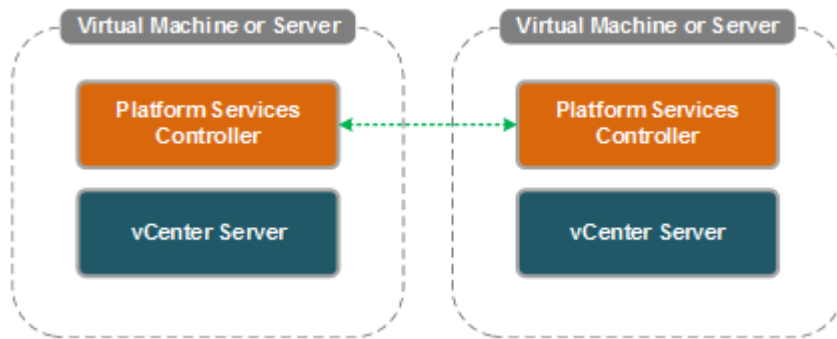 Virtual Machine or Server
Platform Services
Controller
vCenter Server
Virtual Machine or Server
Platform Services
Controller
vCenter Server